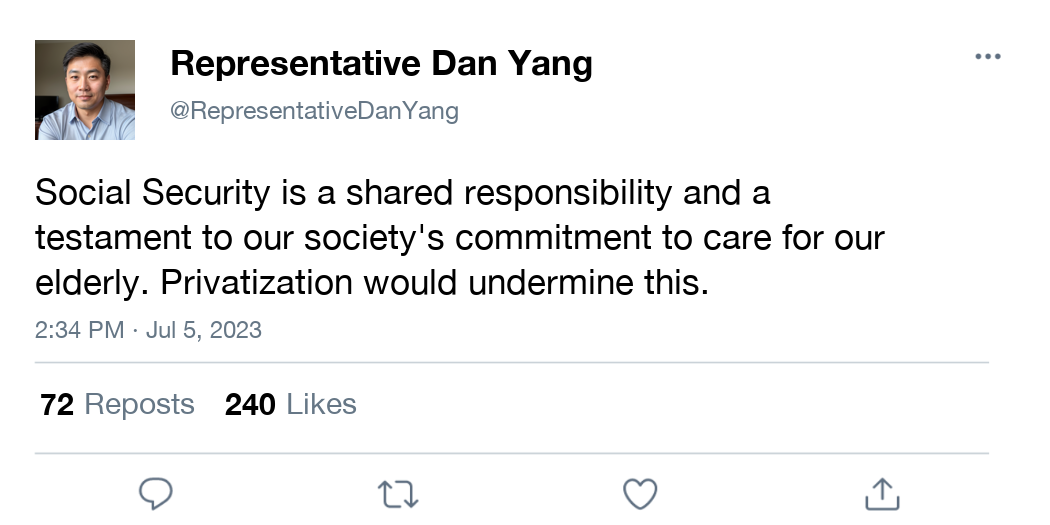 Representative Dan Yang
@RepresentativeDanYang
Social Security is a shared responsibility and a
testament to our society's commitment to care for our
elderly. Privatization would undermine this.
2:34 PM · Jul 5, 2023
72 Reposts 240 Likes